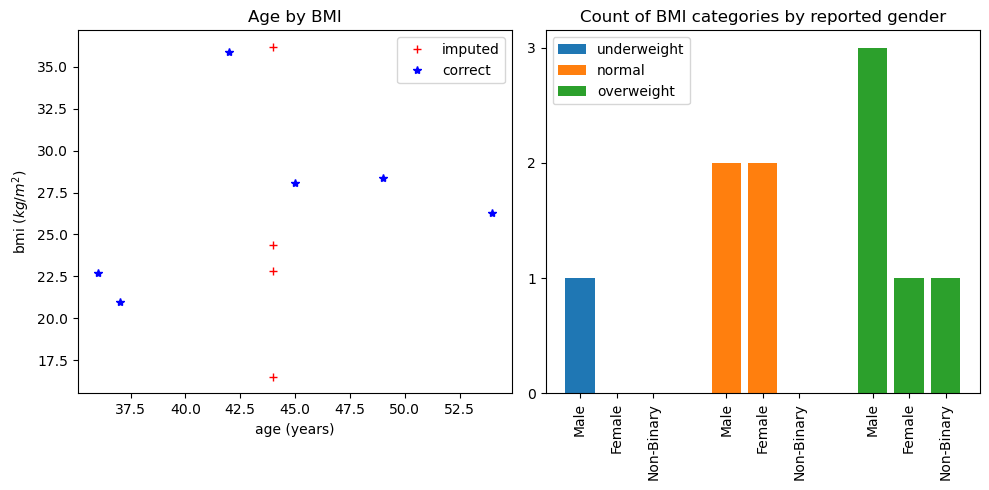 Age by BMI
imputed
correct
35.0
32.5
30.0
27.5
25.0
22.5
20.0
17.5
bmi (kg/m²)
37.5 40.0 42.5 45.0 47.5 50.0 52.5
age (years)
Count of BMI categories by reported gender
underweight
normal
overweight
3
2
1
0
Male
Female
Non-Binary
Male
Female
Non-Binary
Male
Female
Non-Binary